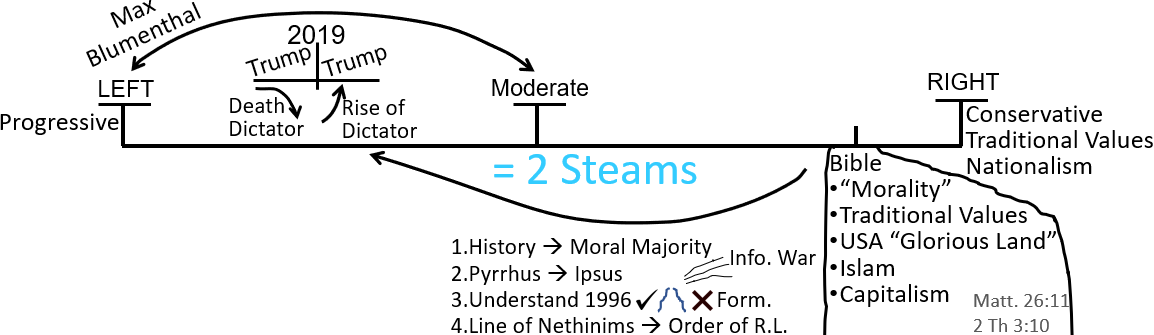 Max
Blumenthal
2019
Trump Trump
LEFT
Moderate
RIGHT
Progressive
Death
Dictator
Rise of
Dictator
Conservative
Traditional Values
Nationalism
= 2 Steams
Bible
•“Morality”
•Traditional Values
•USA “Glorious Land”
•Islam
•Capitalism
1.History → Moral Majority
2.Pyrrhus → Ipsus
Info. War
3.Understand 1996 ✓ ✕ Form.
4.Line of Nethinims → Order of R.L.
Matt. 26:11
2 Th 3:10